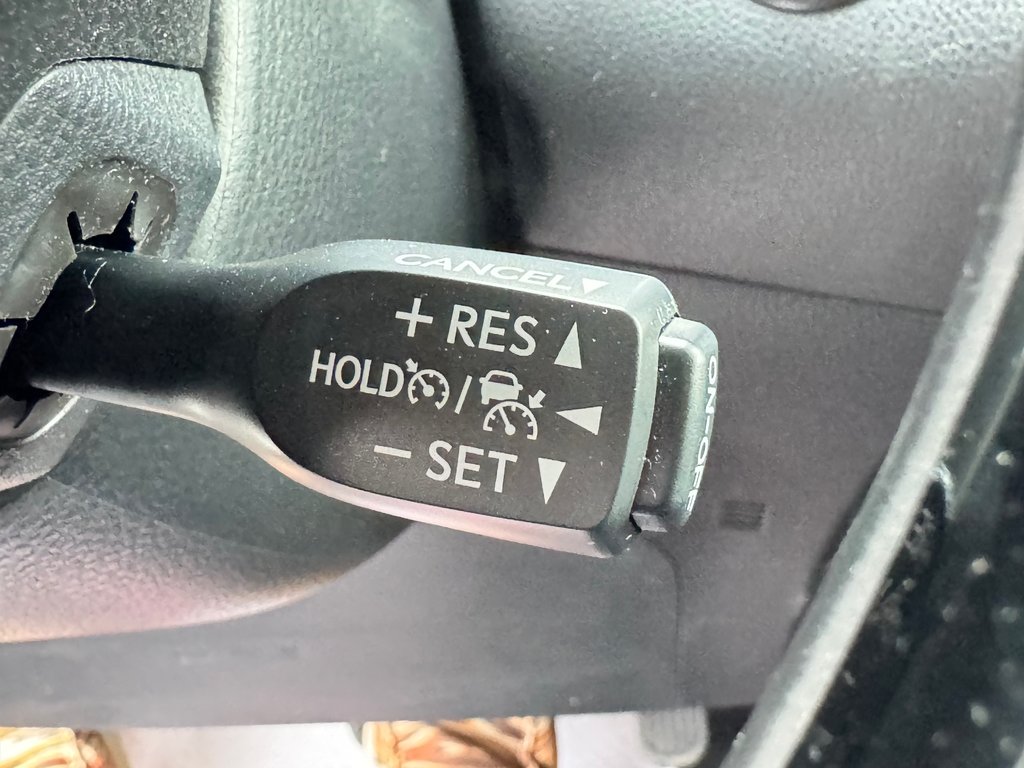 CANCEL▼
+ RES ▲
HOLD / ◀
− SET ▼
ON-OFF